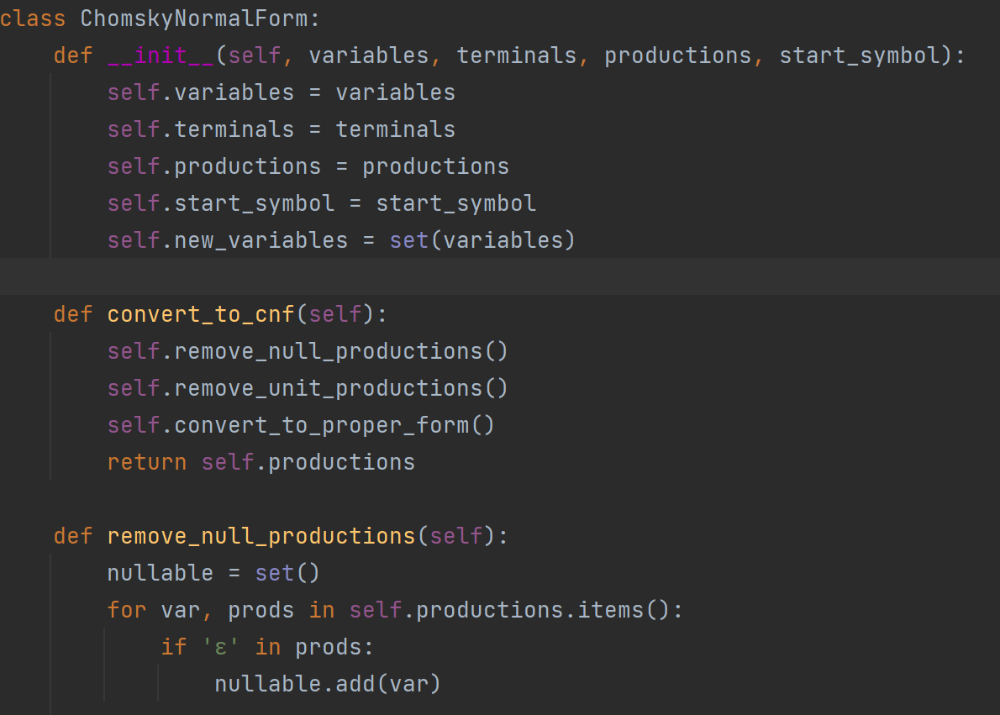 class ChomskyNormalForm:
    def __init__(self, variables, terminals, productions, start_symbol):
        self.variables = variables
        self.terminals = terminals
        self.productions = productions
        self.start_symbol = start_symbol
        self.new_variables = set(variables)
    def convert_to_cnf(self):
        self.remove_null_productions()
        self.remove_unit_productions()
        self.convert_to_proper_form()
        return self.productions
    def remove_null_productions(self):
        nullable = set()
        for var, prods in self.productions.items():
            if 'ε' in prods:
                nullable.add(var)